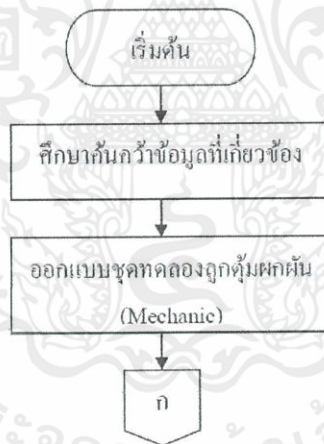 เริ่มต้น
ศึกษาค้นคว้าข้อมูลที่เกี่ยวข้อง
ออกแบบชุดทดลองลูกตุ้มผกผัน
(Mechanic)
ก